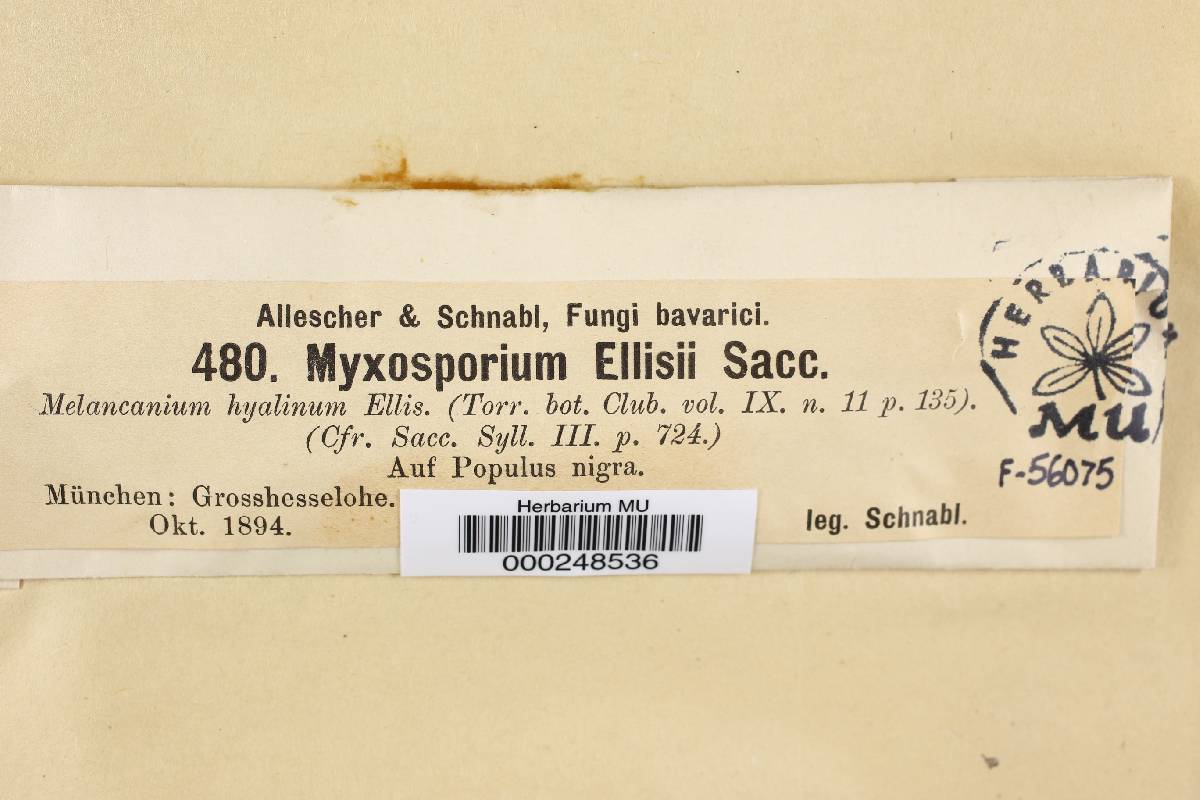 Allescher & Schnabl, Fungi bavarici.
480. Myxosporium Ellisii Sacc.
Melancanium hyalinum Ellis. (Torr. bot. Club. vol. IX. n. 11 p. 135).
(Cfr. Sacc. Syll. III. p. 724.)
Auf Populus nigra.
München: Grosshesselohe.
Okt. 1894.
leg. Schnabl.
Herbarium MU
000248536
HERBARIUM
MU
F-56075